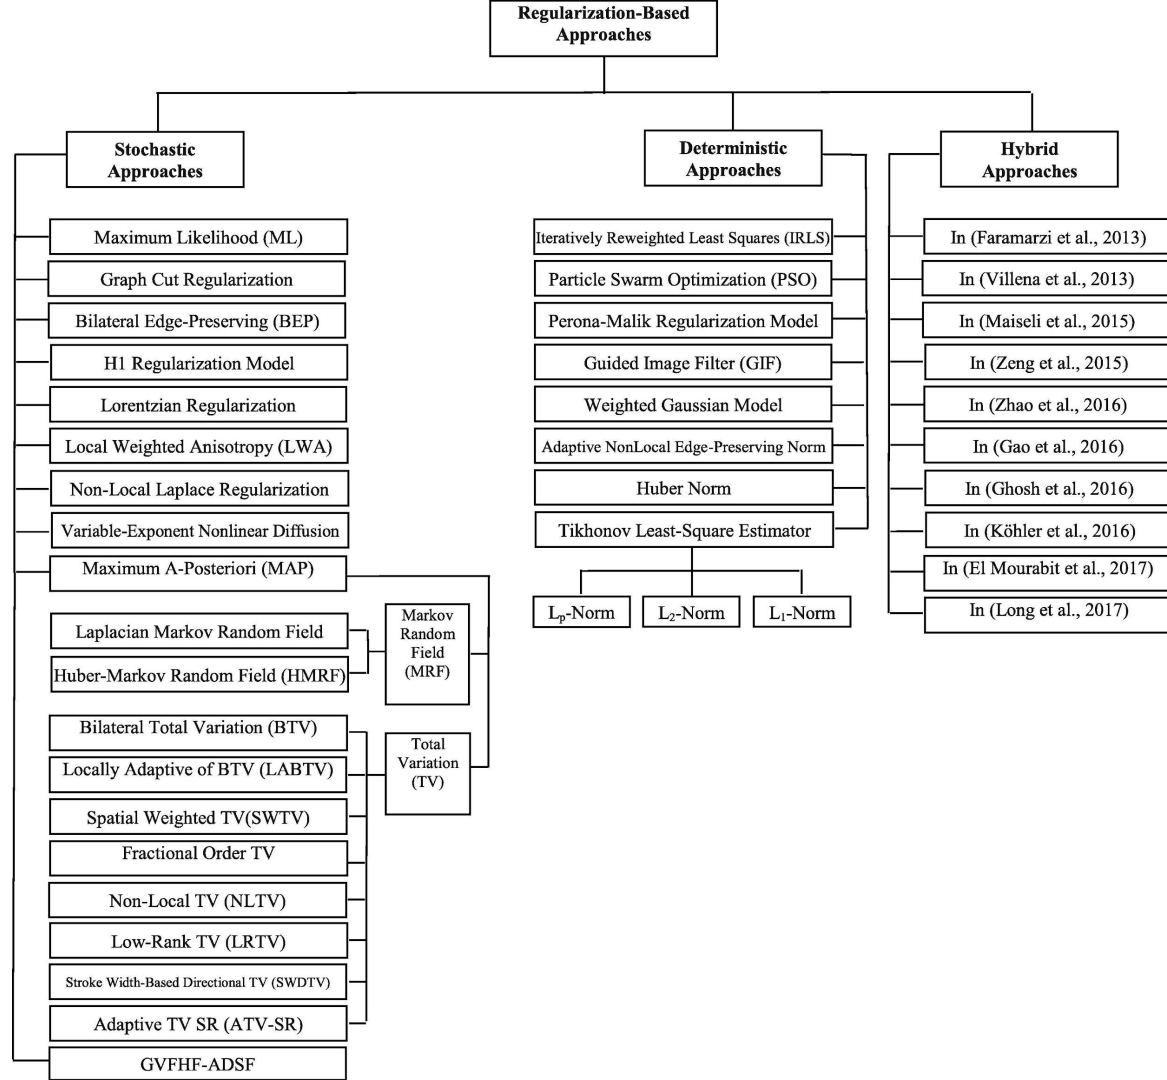 Regularization-Based
Approaches
Stochastic
Approaches
Deterministic
Approaches
Hybrid
Approaches
Maximum Likelihood (ML)
Graph Cut Regularization
Bilateral Edge-Preserving (BEP)
H1 Regularization Model
Lorentzian Regularization
Local Weighted Anisotropy (LWA)
Non-Local Laplace Regularization
Variable-Exponent Nonlinear Diffusion
Maximum A-Posteriori (MAP)
Laplacian Markov Random Field
Huber-Markov Random Field (HMRF)
Markov
Random
Field
(MRF)
Bilateral Total Variation (BTV)
Locally Adaptive of BTV (LABTV)
Spatial Weighted TV(SWTV)
Fractional Order TV
Non-Local TV (NLTV)
Low-Rank TV (LRTV)
Stroke Width-Based Directional TV (SWDTV)
Adaptive TV SR (ATV-SR)
Total
Variation
(TV)
GVFHF-ADSF
Iteratively Reweighted Least Squares (IRLS)
Particle Swarm Optimization (PSO)
Perona-Malik Regularization Model
Guided Image Filter (GIF)
Weighted Gaussian Model
Adaptive NonLocal Edge-Preserving Norm
Huber Norm
Tikhonov Least-Square Estimator
Lp-Norm
L2-Norm
L1-Norm
In (Faramarzi et al., 2013)
In (Villena et al., 2013)
In (Maiseli et al., 2015)
In (Zeng et al., 2015)
In (Zhao et al., 2016)
In (Gao et al., 2016)
In (Ghosh et al., 2016)
In (Köhler et al., 2016)
In (El Mourabit et al., 2017)
In (Long et al., 2017)